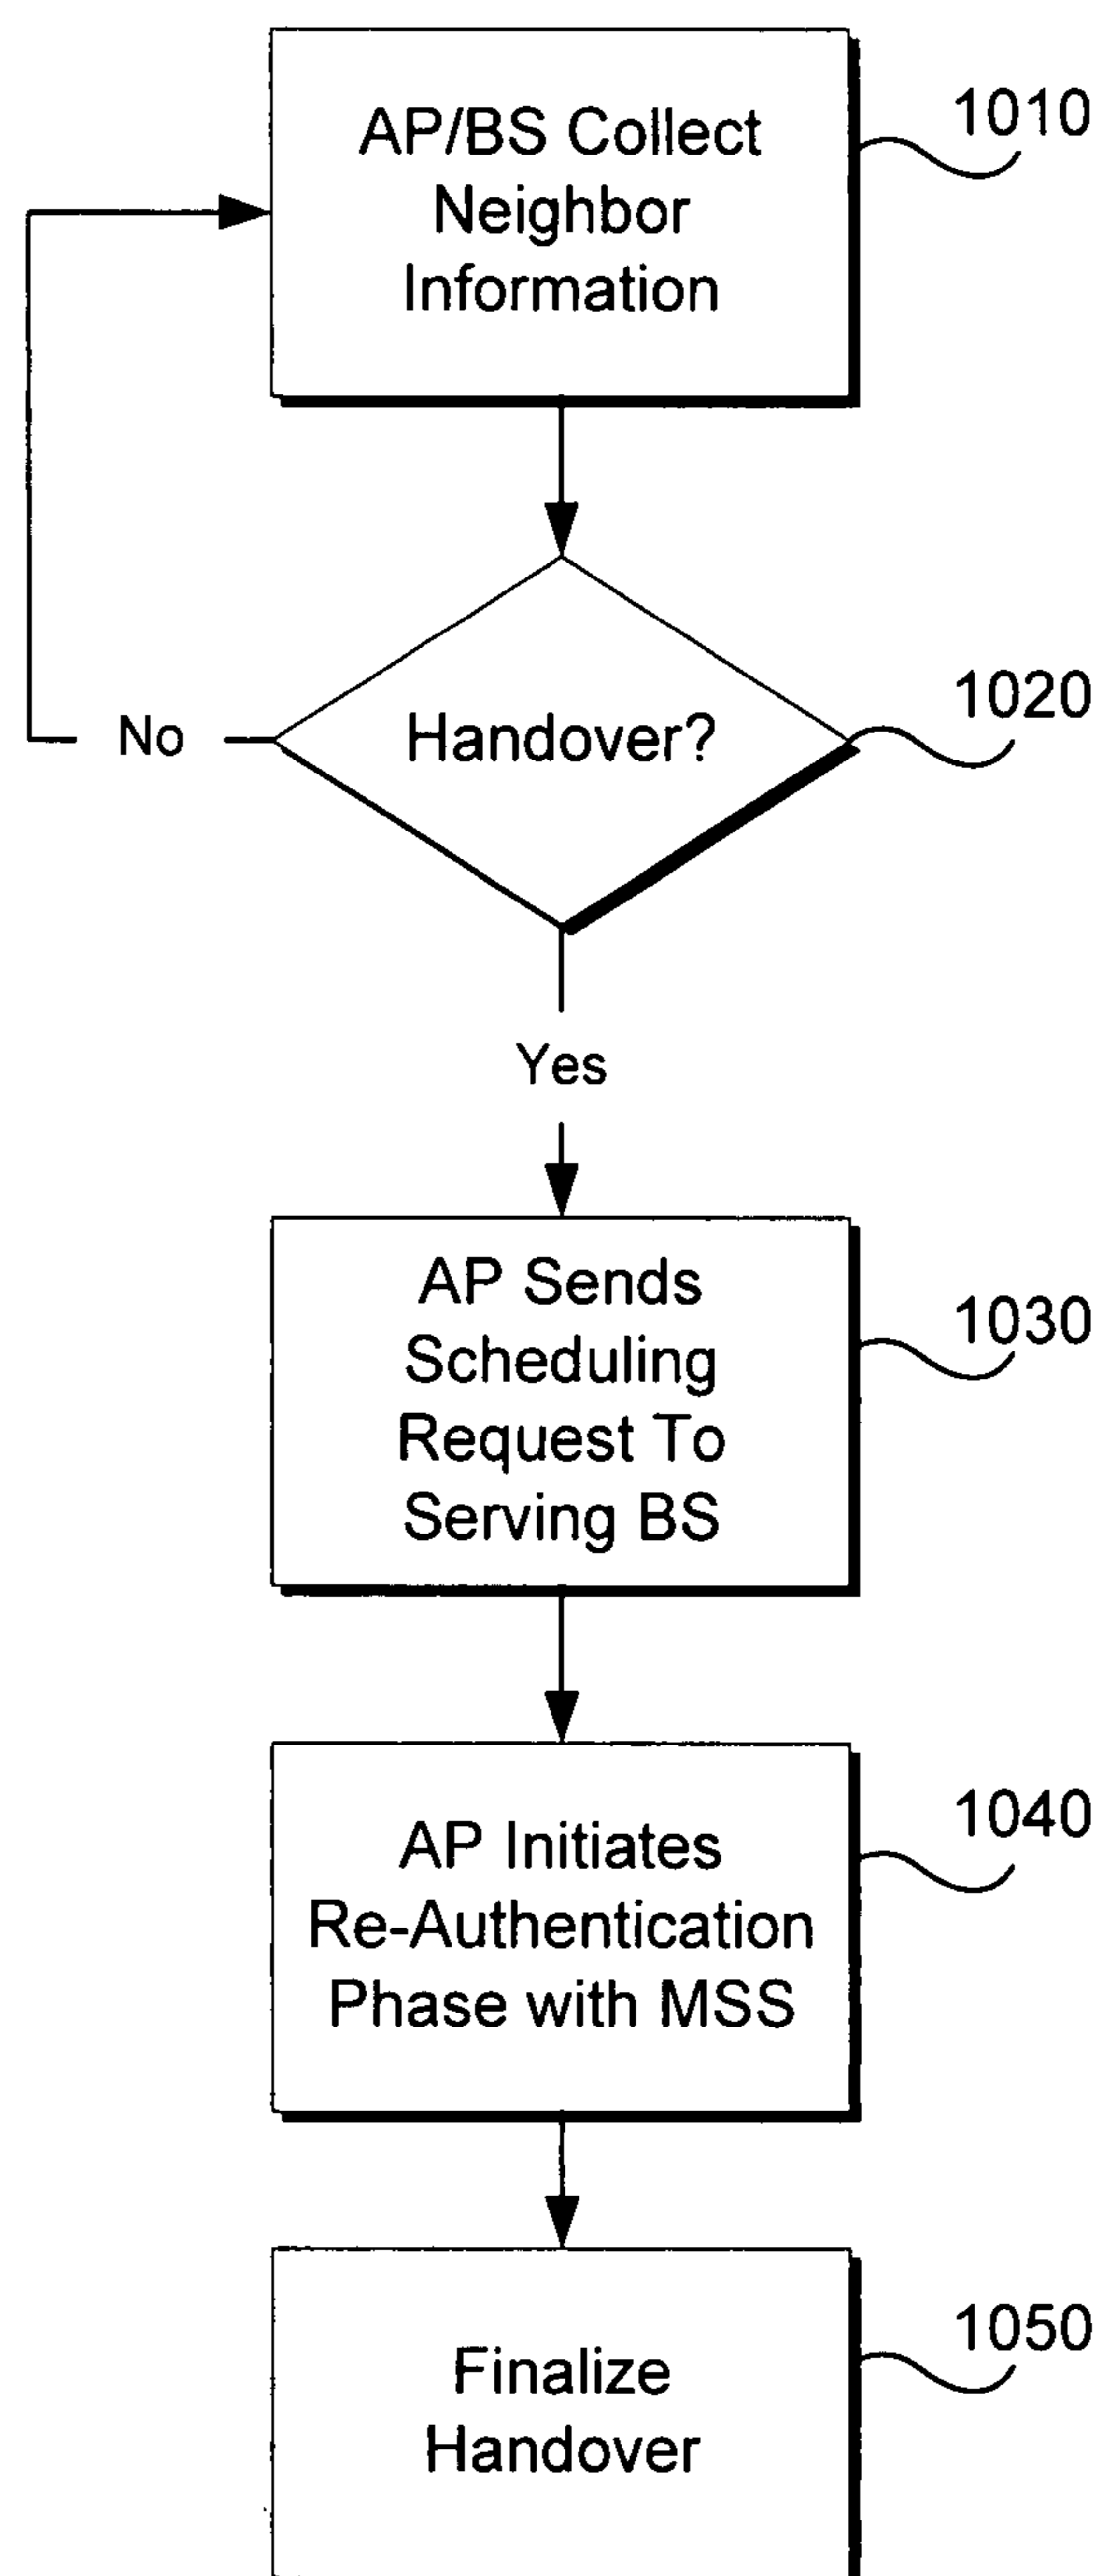 AP/BS Collect
Neighbor
Information
1010
Handover?
1020
No
Yes
AP Sends
Scheduling
Request To
Serving BS
1030
AP Initiates
Re-Authentication
Phase with MSS
1040
Finalize
Handover
1050